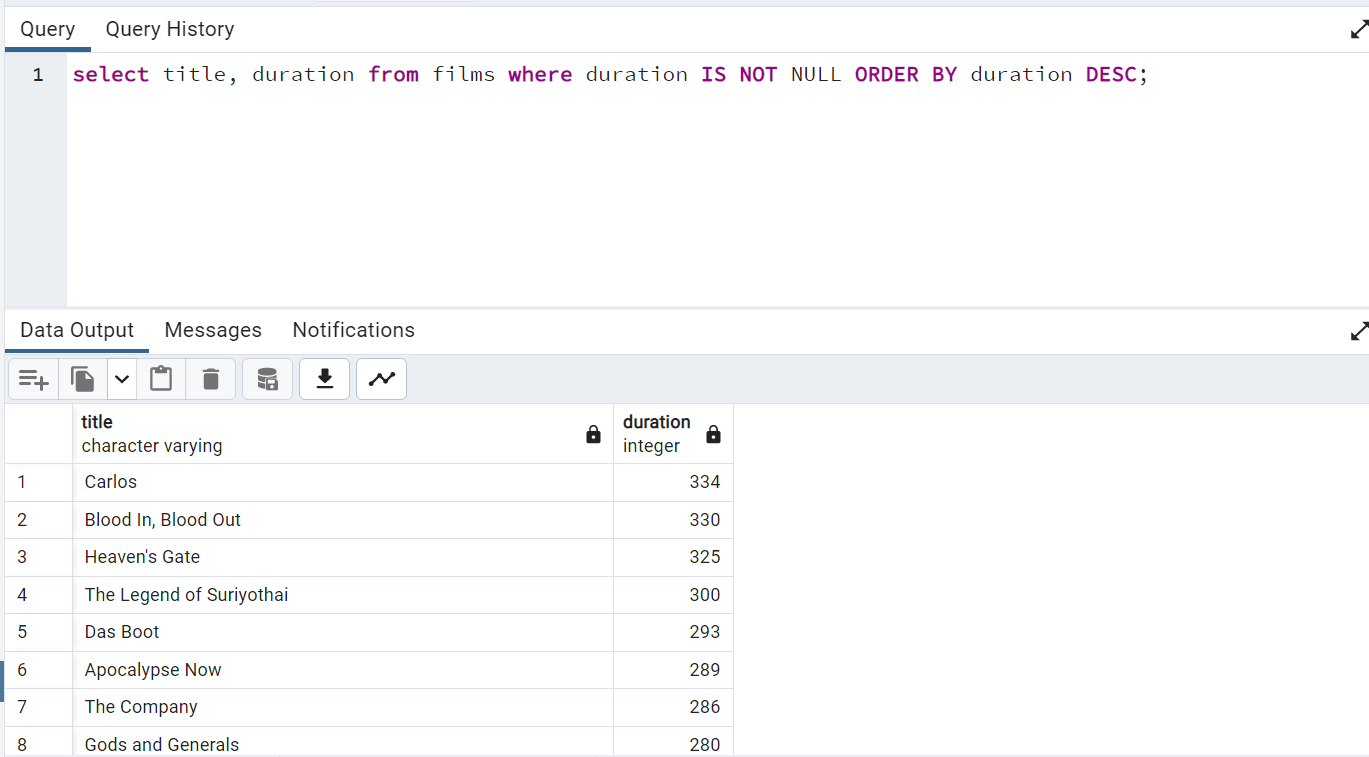 Query Query History
1 select title, duration from films where duration IS NOT NULL ORDER BY duration DESC;
Data Output Messages Notifications
title duration
character varying integer
1 Carlos 334
2 Blood In, Blood Out 330
3 Heaven's Gate 325
4 The Legend of Suriyothai 300
5 Das Boot 293
6 Apocalypse Now 289
7 The Company 286
8 Gods and Generals 280